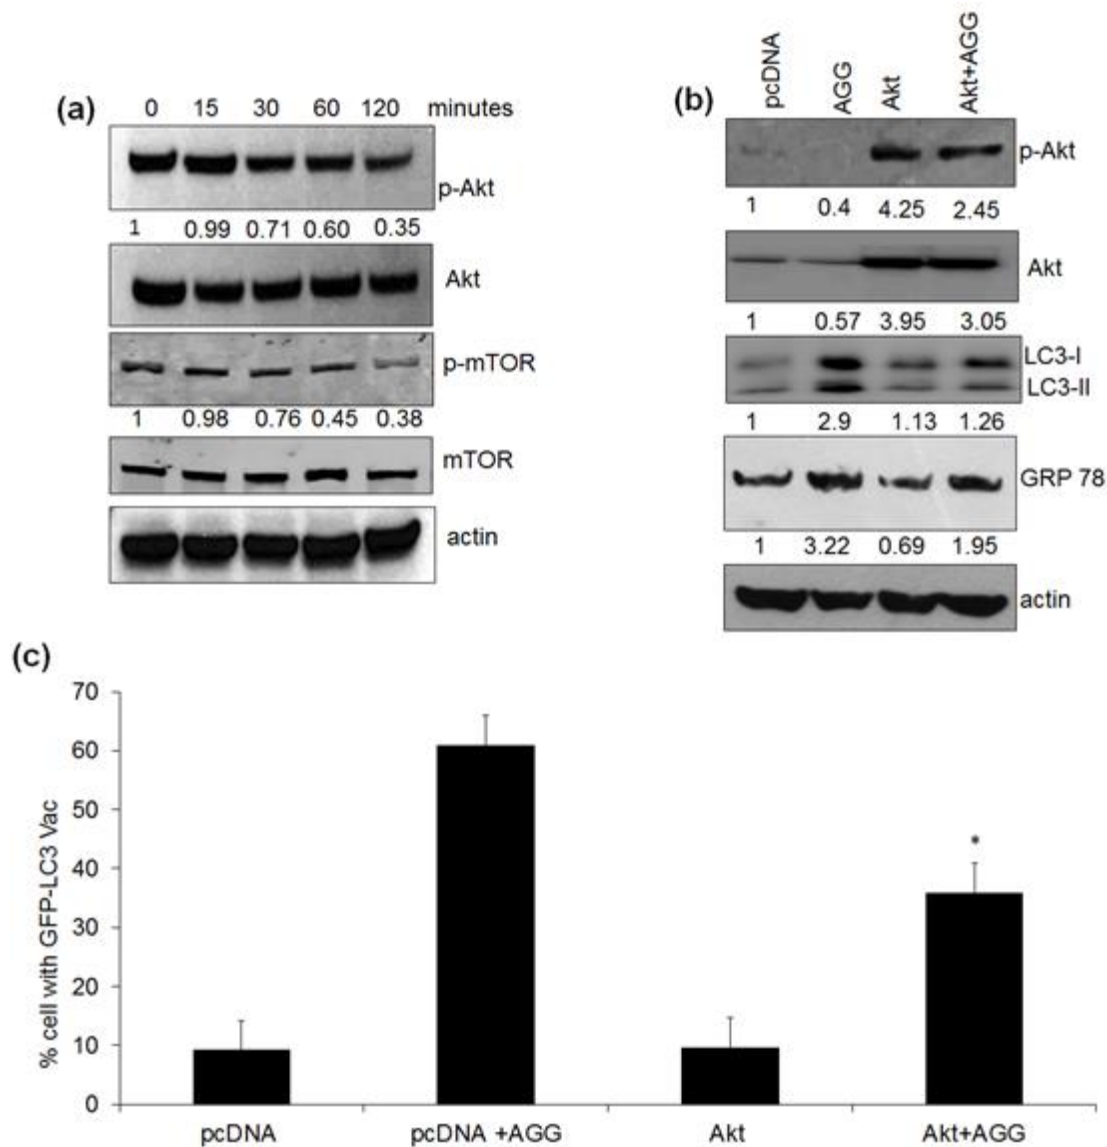 (a) 0 15 30 60 120 minutes
p-Akt
1 0.99 0.71 0.60 0.35
Akt
p-mTOR
1 0.98 0.76 0.45 0.38
mTOR
actin
(b) pcDNA AGG Akt Akt+AGG
p-Akt
1 0.4 4.25 2.45
Akt
1 0.57 3.95 3.05
LC3-I
LC3-II
1 2.9 1.13 1.26
GRP 78
1 3.22 0.69 1.95
actin
(c)
% cell with GFP-LC3 Vac
70
60
50
40
30
20
10
0
*
pcDNA pcDNA +AGG Akt Akt+AGG